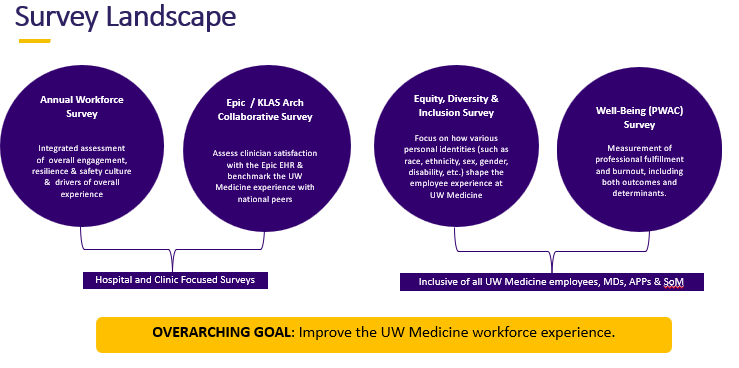 Survey Landscape
Annual Workforce
Survey
Integrated assessment
of overall engagement,
resilience & safety culture
& drivers of overall
experience
Epic / KLAS Arch
Collaborative Survey
Assess clinician satisfaction
with the Epic EHR &
benchmark the UW
Medicine experience with
national peers
Equity, Diversity &
Inclusion Survey
Focus on how various
personal identities (such as
race, ethnicity, sex, gender,
disability, etc.) shape the
employee experience at
UW Medicine
Well-Being (PWAC)
Survey
Measurement of
professional fulfillment
and burnout, including
both outcomes and
determinants.
Hospital and Clinic Focused Surveys
Inclusive of all UW Medicine employees, MDs, APPs & SoM
OVERARCHING GOAL: Improve the UW Medicine workforce experience.